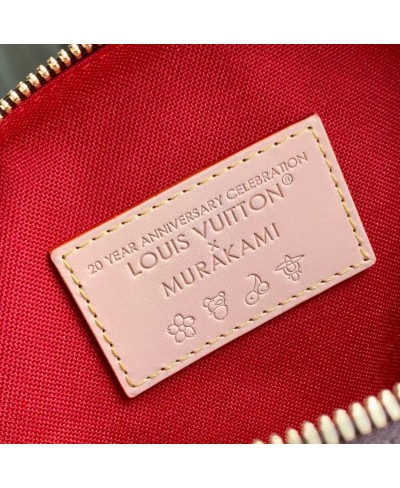 20 YEAR ANNIVERSARY CELEBRATION
LOUIS VUITTON®
×
MURAKAMI